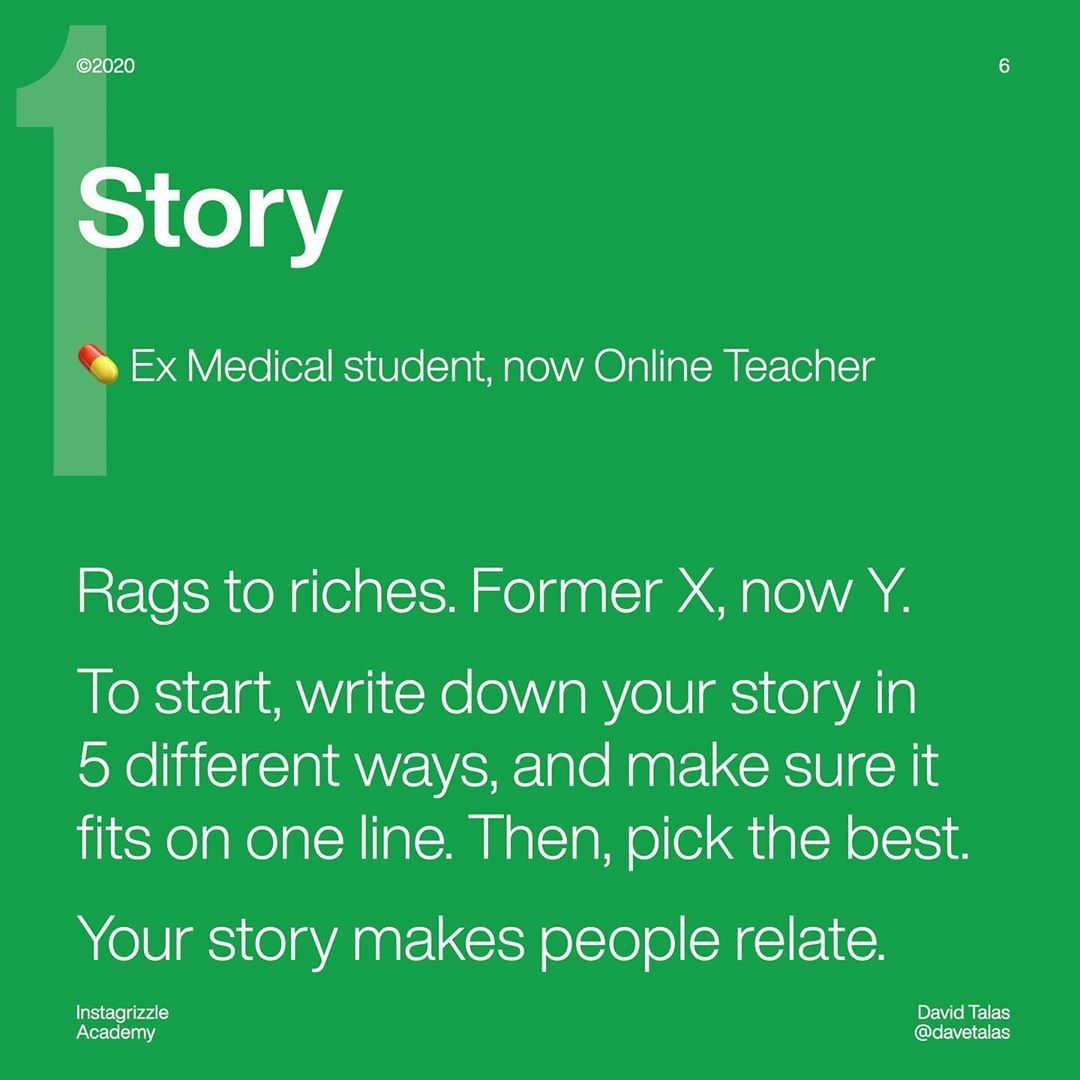 ©2020
6
1
Story
💊 Ex Medical student, now Online Teacher
Rags to riches. Former X, now Y.
To start, write down your story in
5 different ways, and make sure it
fits on one line. Then, pick the best.
Your story makes people relate.
Instagrizzle
Academy
David Talas
@davetalas